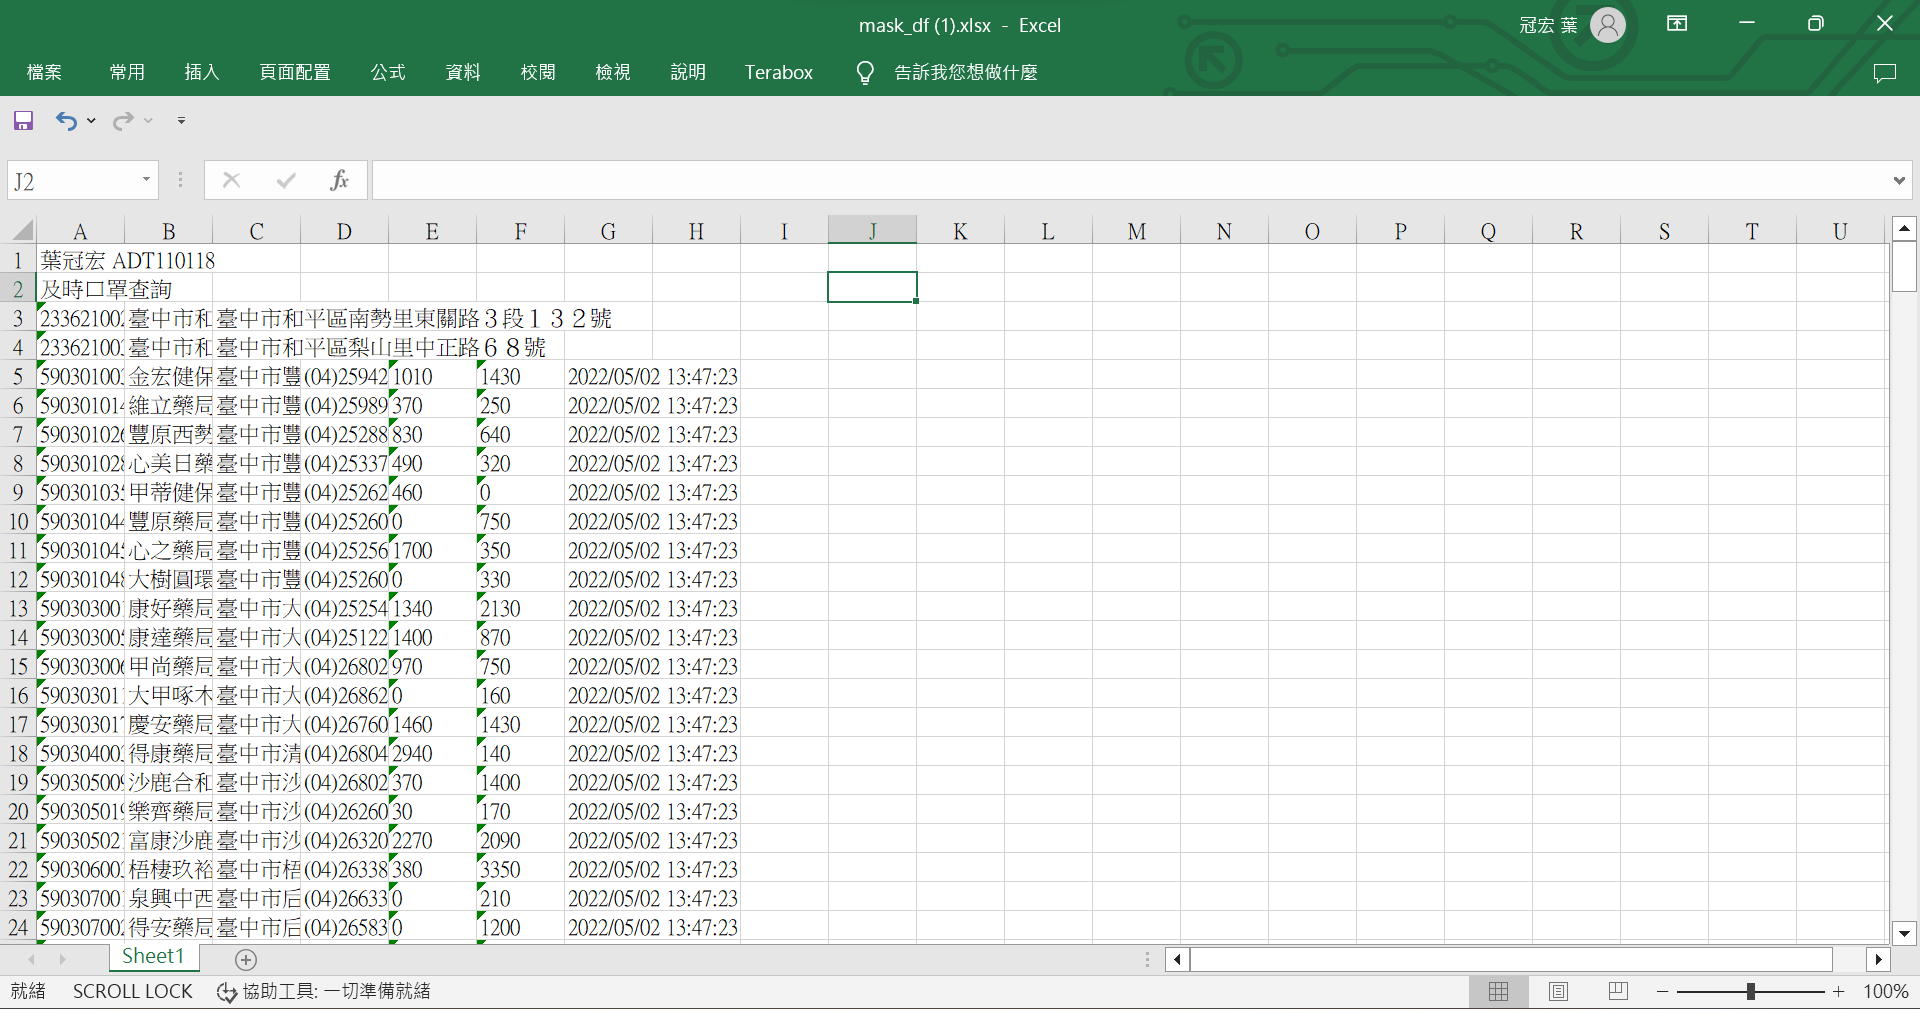 mask_df (1).xlsx - Excel
冠宏 葉
檔案 常用 插入 頁面配置 公式 資料 校閱 檢視 說明 Terabox 告訴我您想做什麼
J2
fx
A B C D E F G H I J K L M N O P Q R S T U
1 葉冠宏 ADT110118
2 及時口罩查詢
3 233621002 臺中市和 臺中市和平區南勢里東關路３段１３２號
4 233621003 臺中市和 臺中市和平區梨山里中正路６８號
5 590301003 金宏健保 臺中市豐 (04)25942 1010 1430 2022/05/02 13:47:23
6 590301014 維立藥局 臺中市豐 (04)25989 370 250 2022/05/02 13:47:23
7 590301026 豐原西勢 臺中市豐 (04)25288 830 640 2022/05/02 13:47:23
8 590301028 心美日藥 臺中市豐 (04)25337 490 320 2022/05/02 13:47:23
9 590301035 甲蒂健保 臺中市豐 (04)25262 460 0 2022/05/02 13:47:23
10 590301044 豐原藥局 臺中市豐 (04)25260 0 750 2022/05/02 13:47:23
11 590301045 心之藥局 臺中市豐 (04)25256 1700 350 2022/05/02 13:47:23
12 590301048 大樹圓環 臺中市豐 (04)25260 0 330 2022/05/02 13:47:23
13 590303001 康好藥局 臺中市大 (04)25254 1340 2130 2022/05/02 13:47:23
14 590303005 康達藥局 臺中市大 (04)25122 1400 870 2022/05/02 13:47:23
15 590303006 甲尚藥局 臺中市大 (04)26802 970 750 2022/05/02 13:47:23
16 590303011 大甲啄木 臺中市大 (04)26862 0 160 2022/05/02 13:47:23
17 590303017 慶安藥局 臺中市大 (04)26760 1460 1430 2022/05/02 13:47:23
18 590304003 得康藥局 臺中市清 (04)26804 2940 140 2022/05/02 13:47:23
19 590305009 沙鹿合和 臺中市沙 (04)26802 370 1400 2022/05/02 13:47:23
20 590305019 樂齊藥局 臺中市沙 (04)26260 30 170 2022/05/02 13:47:23
21 590305021 富康沙鹿 臺中市沙 (04)26320 2270 2090 2022/05/02 13:47:23
22 590306003 梧棲玖裕 臺中市梧 (04)26338 380 3350 2022/05/02 13:47:23
23 590307001 泉興中西 臺中市后 (04)26633 0 210 2022/05/02 13:47:23
24 590307002 得安藥局 臺中市后 (04)26583 0 1200 2022/05/02 13:47:23
Sheet1
就緒 SCROLL LOCK 協助工具: 一切準備就緒 100%